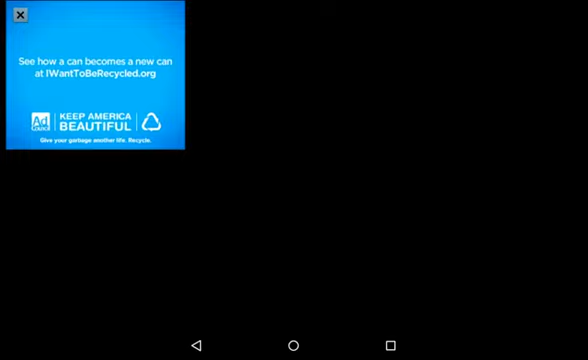 See how a can becomes a new can
at IWantToBeRecycled.org
Ad
Council
KEEP AMERICA
BEAUTIFUL
Give your garbage another life. Recycle.